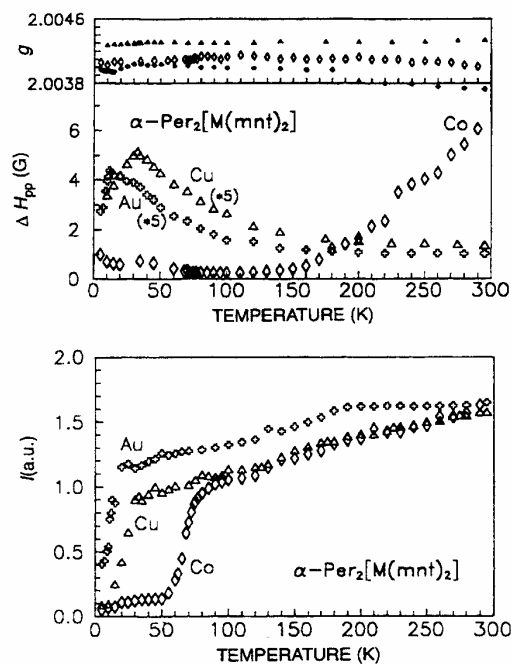 2.0046
g
2.0038
α-Per₂[M(mnt)₂]
Co
6
Cu
(*5)
4
Au
(*5)
ΔHₚₚ (G)
2
0
0 50 100 150 200 250 300
TEMPERATURE (K)
2.0
1.5
Au
I(a.u.)
1.0
Cu
Co
0.5
α-Per₂[M(mnt)₂]
0.0
0 50 100 150 200 250 300
TEMPERATURE (K)